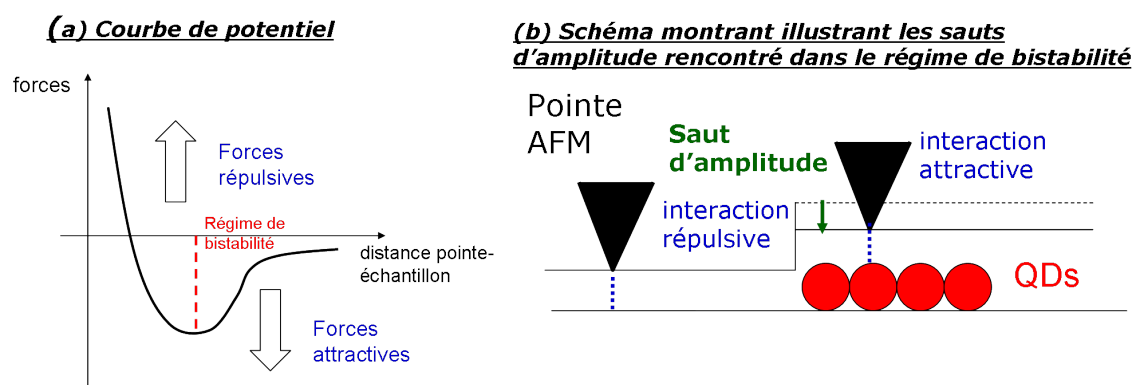 (a) Courbe de potentiel
forces
Forces
répulsives
Régime de
bistabilité
distance pointe-
échantillon
Forces
attractives
(b) Schéma montrant illustrant les sauts
d'amplitude rencontré dans le régime de bistabilité
Pointe
AFM
Saut
d'amplitude
interaction
attractive
interaction
répulsive
QDs